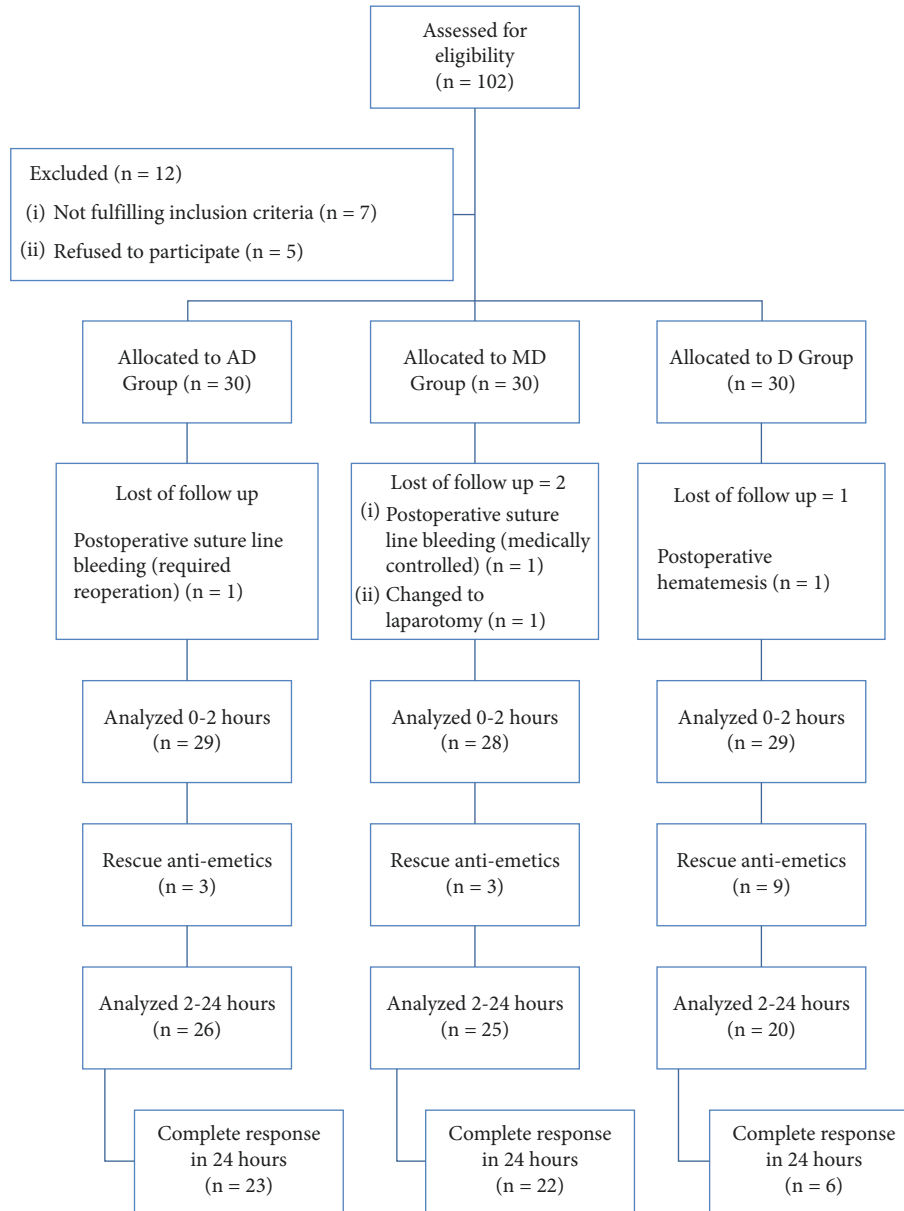 Assessed for
eligibility
(n = 102)
Excluded (n = 12)
(i) Not fulfilling inclusion criteria (n = 7)
(ii) Refused to participate (n = 5)
Allocated to AD
Group (n = 30)
Allocated to MD
Group (n = 30)
Allocated to D Group
(n = 30)
Lost of follow up
Postoperative suture line
bleeding (required
reoperation) (n = 1)
Lost of follow up = 2
(i) Postoperative suture
line bleeding (medically
controlled) (n = 1)
(ii) Changed to
laparotomy (n = 1)
Lost of follow up = 1
Postoperative
hematemesis (n = 1)
Analyzed 0-2 hours
(n = 29)
Analyzed 0-2 hours
(n = 28)
Analyzed 0-2 hours
(n = 29)
Rescue anti-emetics
(n = 3)
Rescue anti-emetics
(n = 3)
Rescue anti-emetics
(n = 9)
Analyzed 2-24 hours
(n = 26)
Analyzed 2-24 hours
(n = 25)
Analyzed 2-24 hours
(n = 20)
Complete response
in 24 hours
(n = 23)
Complete response
in 24 hours
(n = 22)
Complete response
in 24 hours
(n = 6)